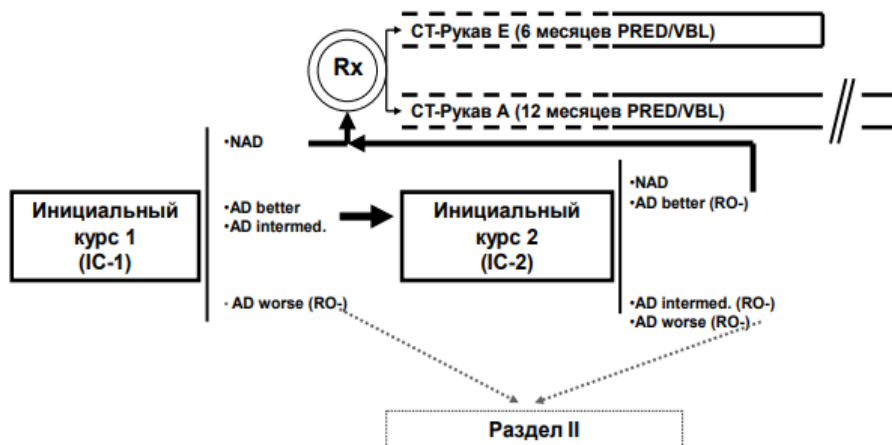 СТ-Рукав Е (6 месяцев PRED/VBL)
Rx
СТ-Рукав А (12 месяцев PRED/VBL)
•NAD
•AD better
•AD intermed.
- AD worse (RO-)
Инициальный
курс 1
(IC-1)
Инициальный
курс 2
(IC-2)
•NAD
•AD better (RO-)
•AD intermed. (RO-)
•AD worse (RO-)
Раздел II